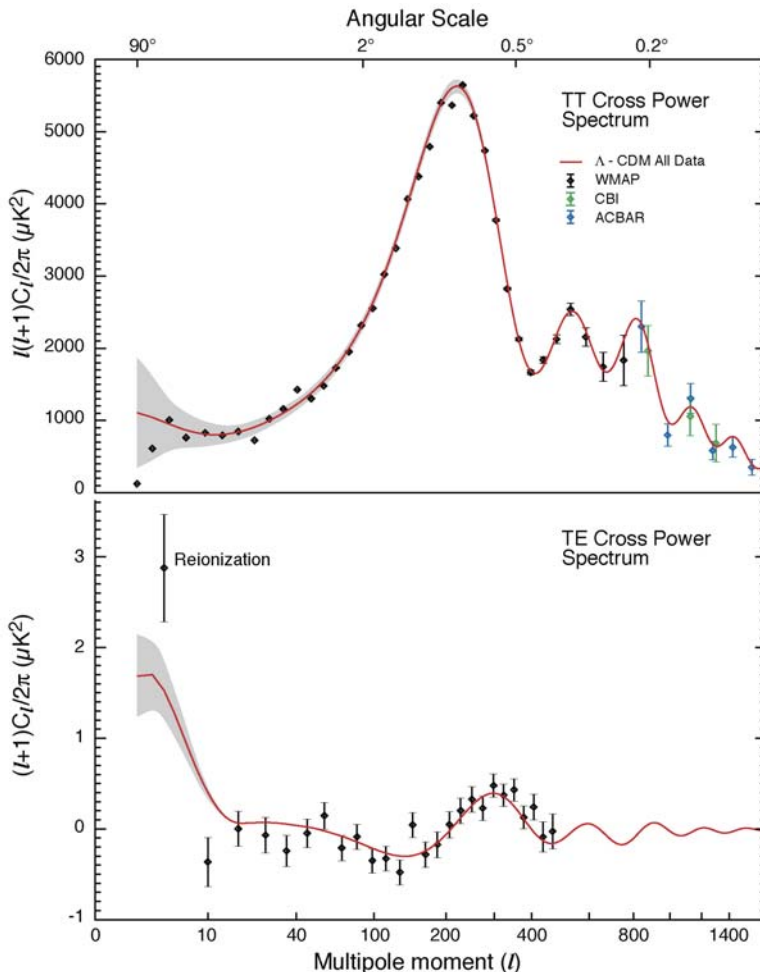 Angular Scale
90° 2° 0.5° 0.2°
6000
TT Cross Power
Spectrum
5000
Λ - CDM All Data
WMAP
CBI
ACBAR
4000
l(l+1)Cl/2π (μK2)
3000
2000
1000
0
TE Cross Power
Spectrum
3
Reionization
2
(l+1)Cl/2π (μK2)
1
0
-1
0 10 40 100 200 400 800 1400
Multipole moment (l)